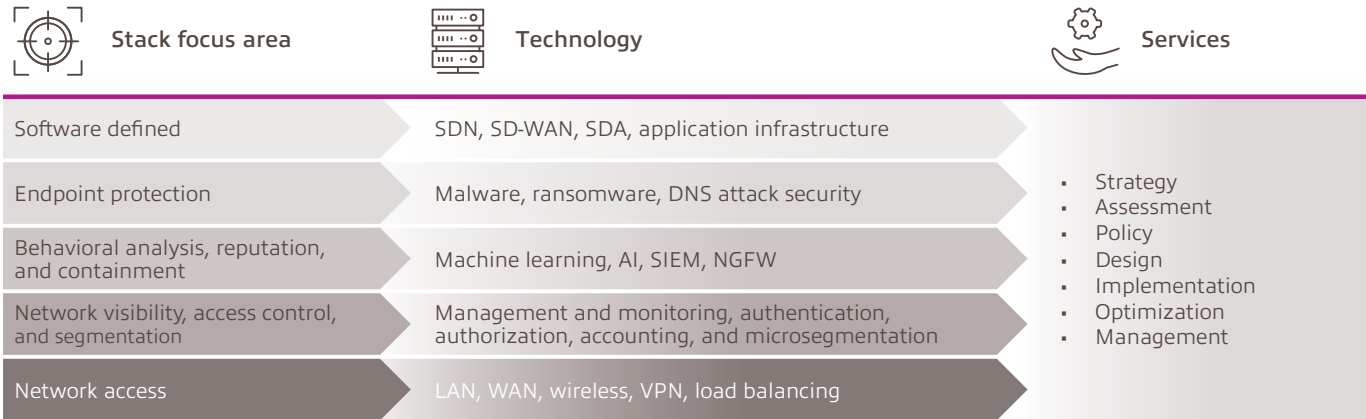 Stack focus area
Technology
Services
Software defined
SDN, SD-WAN, SDA, application infrastructure
Endpoint protection
Malware, ransomware, DNS attack security
Behavioral analysis, reputation,
and containment
Machine learning, AI, SIEM, NGFW
Network visibility, access control,
and segmentation
Management and monitoring, authentication,
authorization, accounting, and microsegmentation
Network access
LAN, WAN, wireless, VPN, load balancing
▪ Strategy
▪ Assessment
▪ Policy
▪ Design
▪ Implementation
▪ Optimization
▪ Management